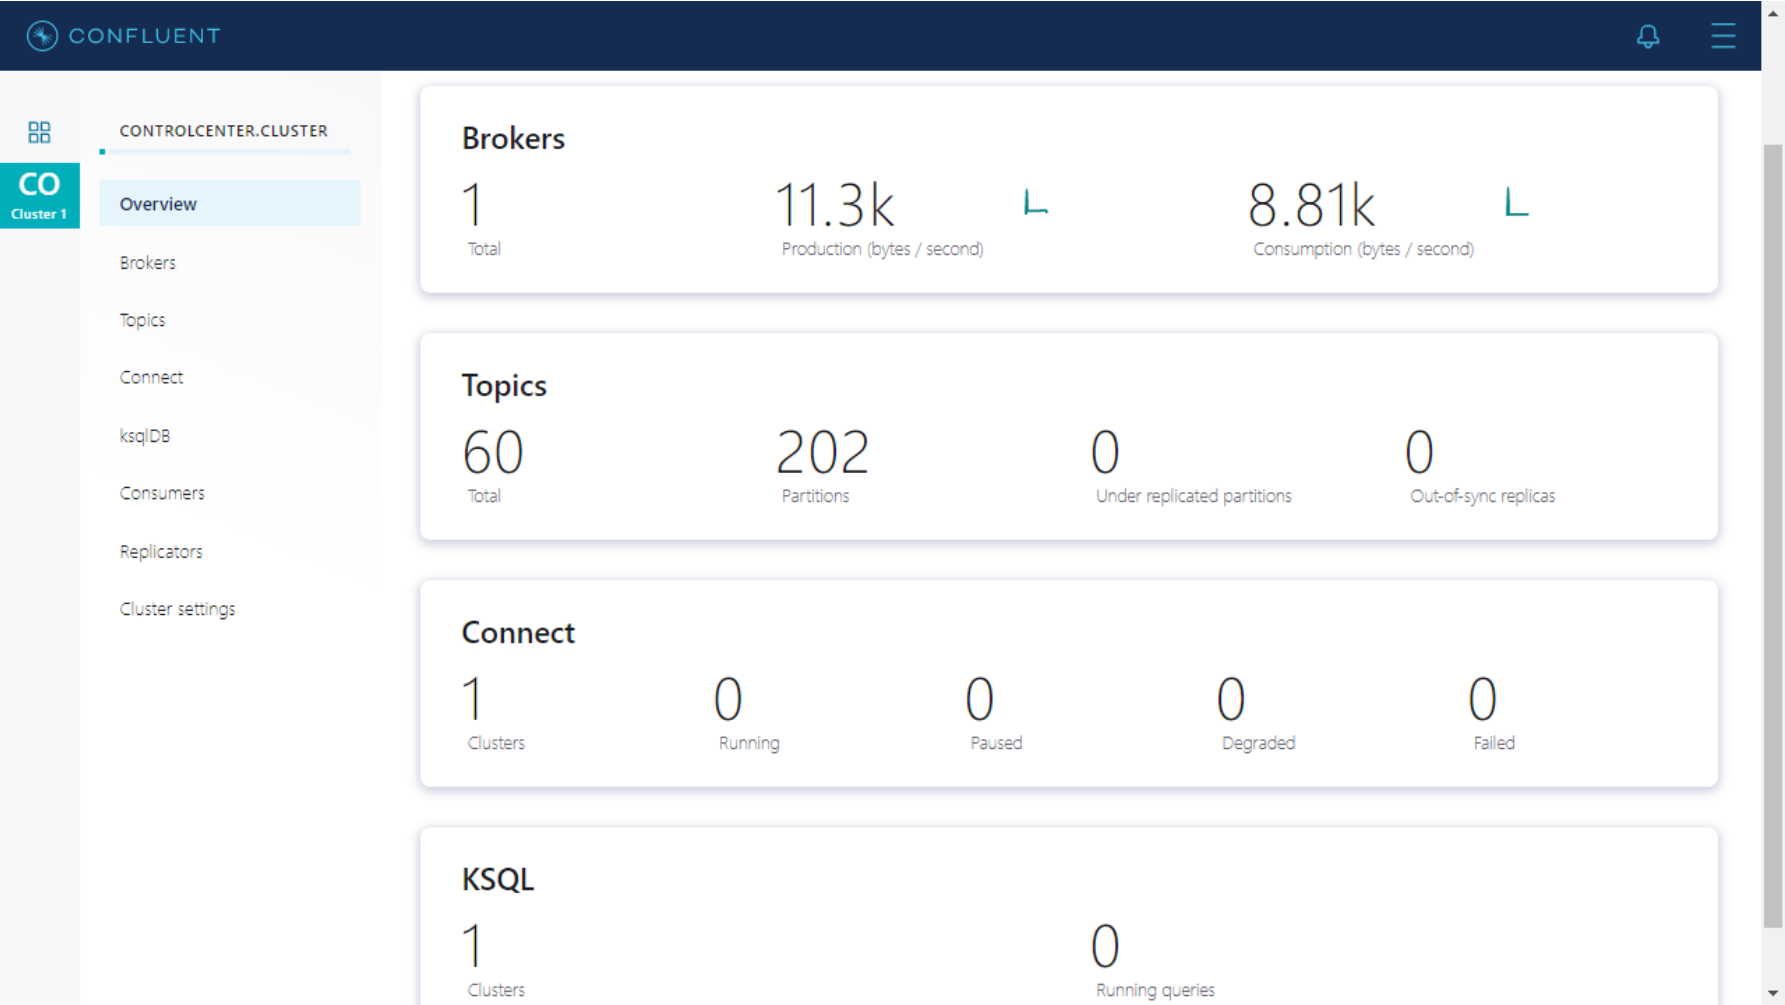 CONFLUENT
CO
Cluster 1
CONTROLCENTER.CLUSTER
Overview
Brokers
Topics
Connect
ksqlDB
Consumers
Replicators
Cluster settings
Brokers
1 11.3k 8.81k
Total Production (bytes / second) Consumption (bytes / second)
Topics
60 202 0 0
Total Partitions Under replicated partitions Out-of-sync replicas
Connect
1 0 0 0 0
Clusters Running Paused Degraded Failed
KSQL
1 0
Clusters Running queries